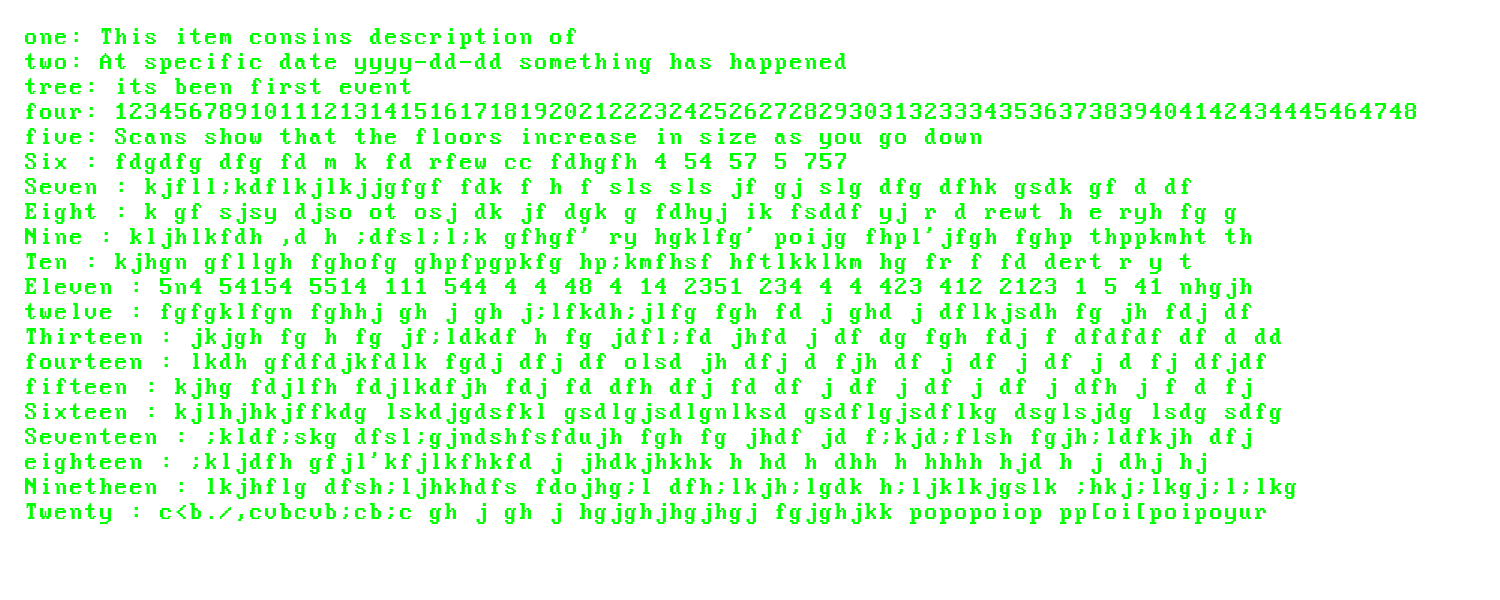 one: This item consins description of
two: At specific date yyyy-dd-dd something has happened
tree: its been first event
four: 123456789101112131415161718192021222324252627282930313233343536373839404142434445464748
five: Scans show that the floors increase in size as you go down
Six : fdgdfg dfg fd m k fd rfew cc fdhgfh 4 54 57 5 757
Seven : kjfll;kdflkjlkjjgfgf fdk f h f sls sls jf gj slg dfg dfhk gsdk gf d df
Eight : k gf sjsy djso ot osj dk jf dgk g fdhyj ik fsddf yj r d rewt h e ryh fg g
Nine : kljhlkfdh ,d h ;dfsl;l;k gfhgf' ry hgklfg' poijg fhpl'jfgh fghp thppkmht th
Ten : kjhgn gfllgh fghofg ghpfpgpkfg hp;kmfhsf hftlkklkm hg fr f fd dert r y t
Eleven : 5n4 54154 5514 111 544 4 4 48 4 14 2351 234 4 4 423 412 2123 1 5 41 nhgjh
twelve : fgfgklfgn fghhj gh j gh j;lfkdh;jlfg fgh fd j ghd j dflkjsdh fg jh fdj df
Thirteen : jkjgh fg h fg jf;ldkdf h fg jdfl;fd jhfd j df dg fgh fdj f dfdfdf df d dd
fourteen : lkdh gfdfdjkfdlk fgdj dfj df olsd jh dfj d fjh df j df j df j d fj dfjdf
fifteen : kjhg fdjlfh fdjlkdfjh fdj fd dfh dfj fd df j df j df j df j dfh j f d fj
Sixteen : kjlhjhkjffkdg lskdjgdsfkl gsdlgjsdlgnlksd gsdflgjsdflkg dsglsjdg lsdg sdfg
Seventeen : ;kldf;skg dfsl;gjndshfsfdujh fgh fg jhdf jd f;kjd;flsh fgjh;ldfkjh dfj
eighteen : ;kljdfh gfjl'kfjlkfhkfd j jhdkjhkhk h hd h dhh h hhhh hjd h j dhj hj
Ninetheen : lkjhflg dfsh;ljhkhdfs fdojhg;l dfh;lkjh;lgdk h;ljklkjgslk ;hkj;lkgj;l;lkg
Twenty : c<b./,cvbcvb;cb;c gh j gh j hgjghjhgjhgj fgjghjkk popopoiop pp[oi[poipoyur